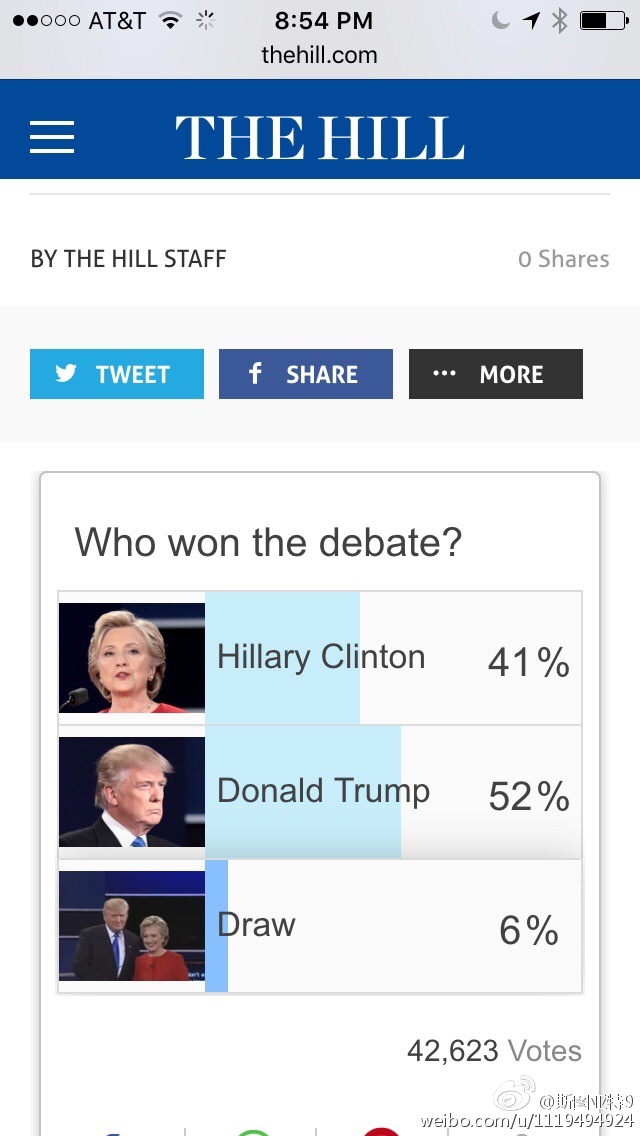 AT&T 8:54 PM
thehill.com
THE HILL
BY THE HILL STAFF 0 Shares
TWEET SHARE MORE
Who won the debate?
Hillary Clinton 41%
Donald Trump 52%
Draw 6%
42,623 Votes
weibo.com/u/1119494924